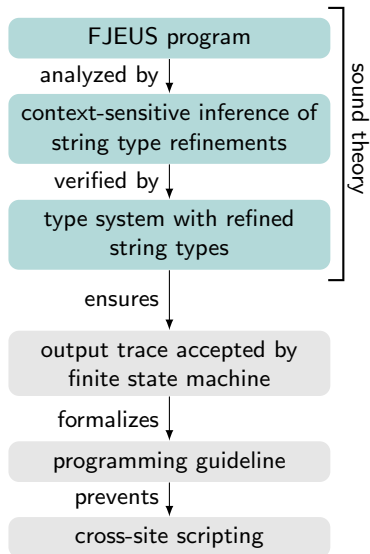 FJEUS program
analyzed by
context-sensitive inference of
string type refinements
verified by
type system with refined
string types
sound theory
ensures
output trace accepted by
finite state machine
formalizes
programming guideline
prevents
cross-site scripting